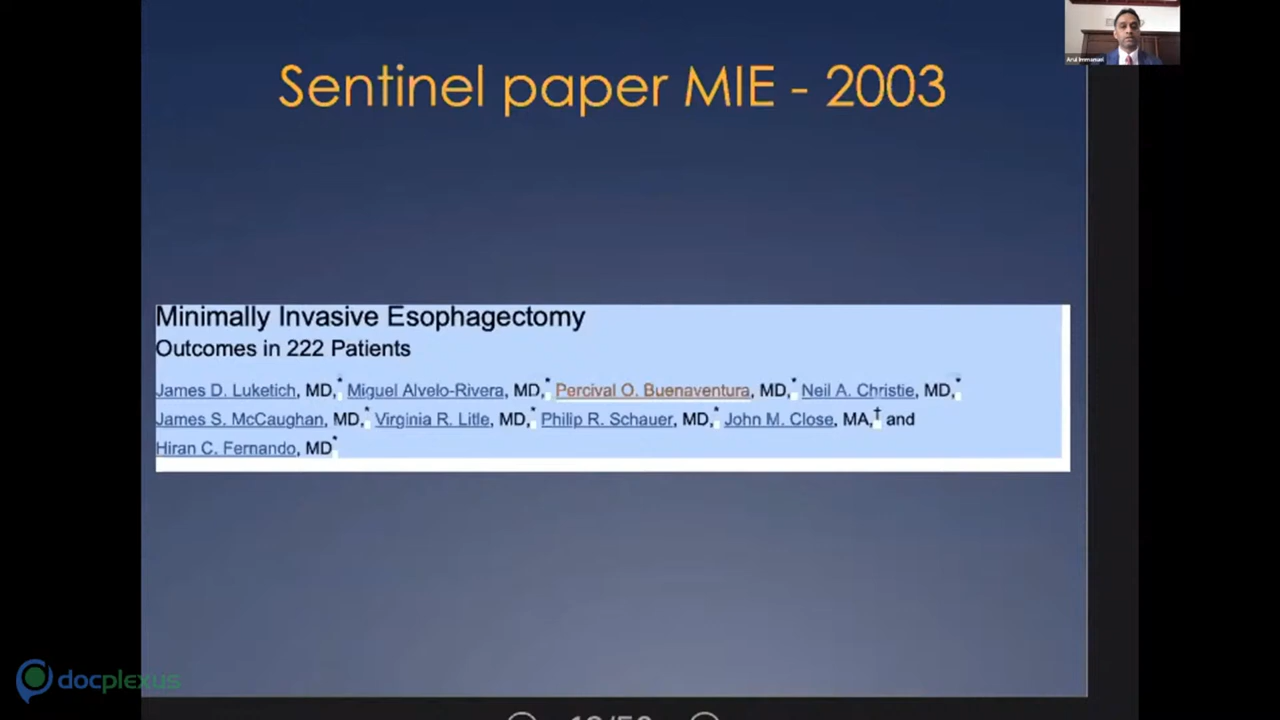 Sentinel paper MIE - 2003
Arul Immanuel
Minimally Invasive Esophagectomy
Outcomes in 222 Patients
James D. Luketich, MD,* Miguel Alvelo-Rivera, MD,* Percival O. Buenaventura, MD,* Neil A. Christie, MD,*
James S. McCaughan, MD,* Virginia R. Litle, MD,* Philip R. Schauer, MD,* John M. Close, MA,† and
Hiran C. Fernando, MD*
docplexus